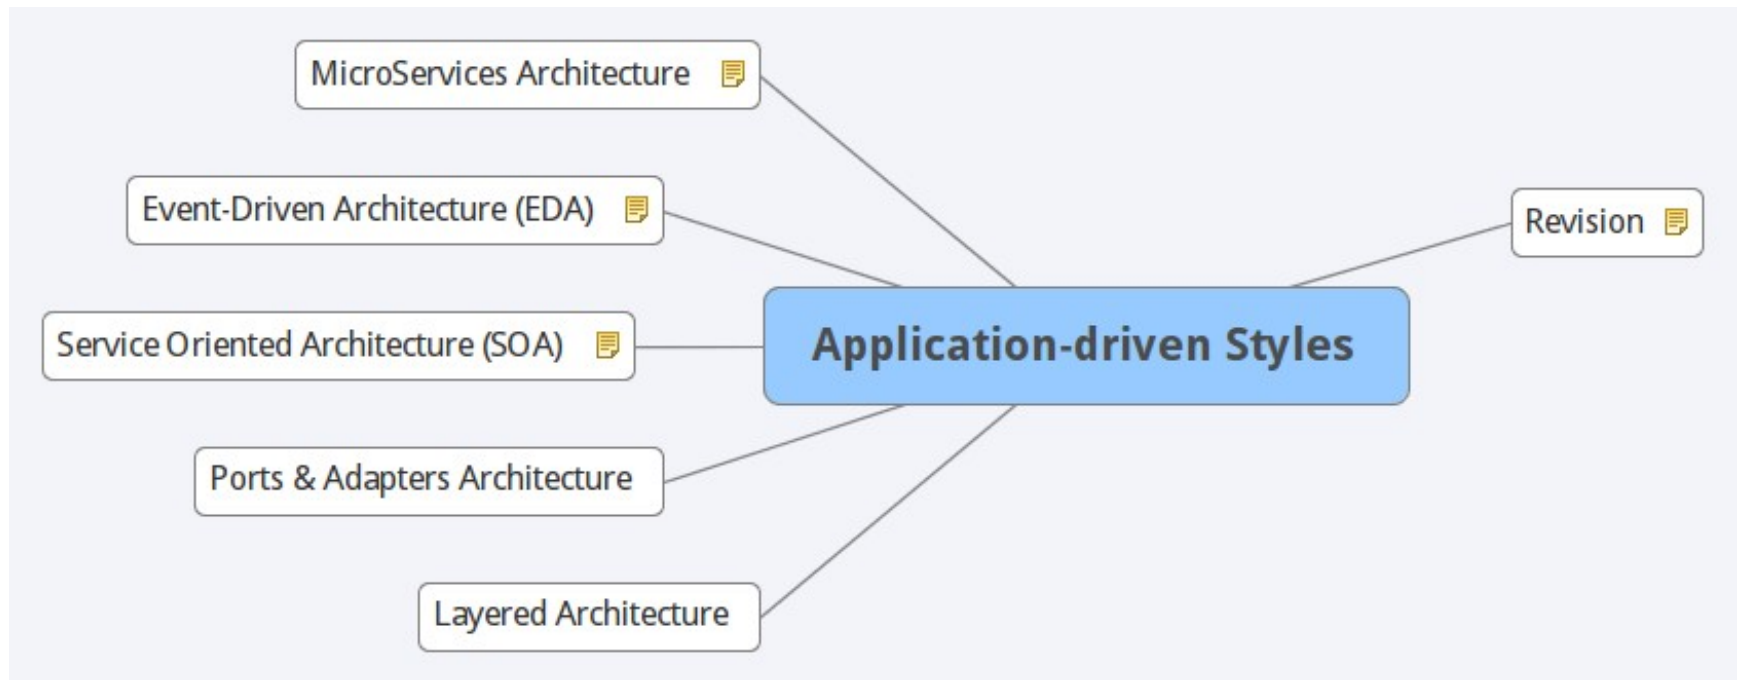 MicroServices Architecture
Event-Driven Architecture (EDA)
Revision
Service Oriented Architecture (SOA)
Application-driven Styles
Ports & Adapters Architecture
Layered Architecture